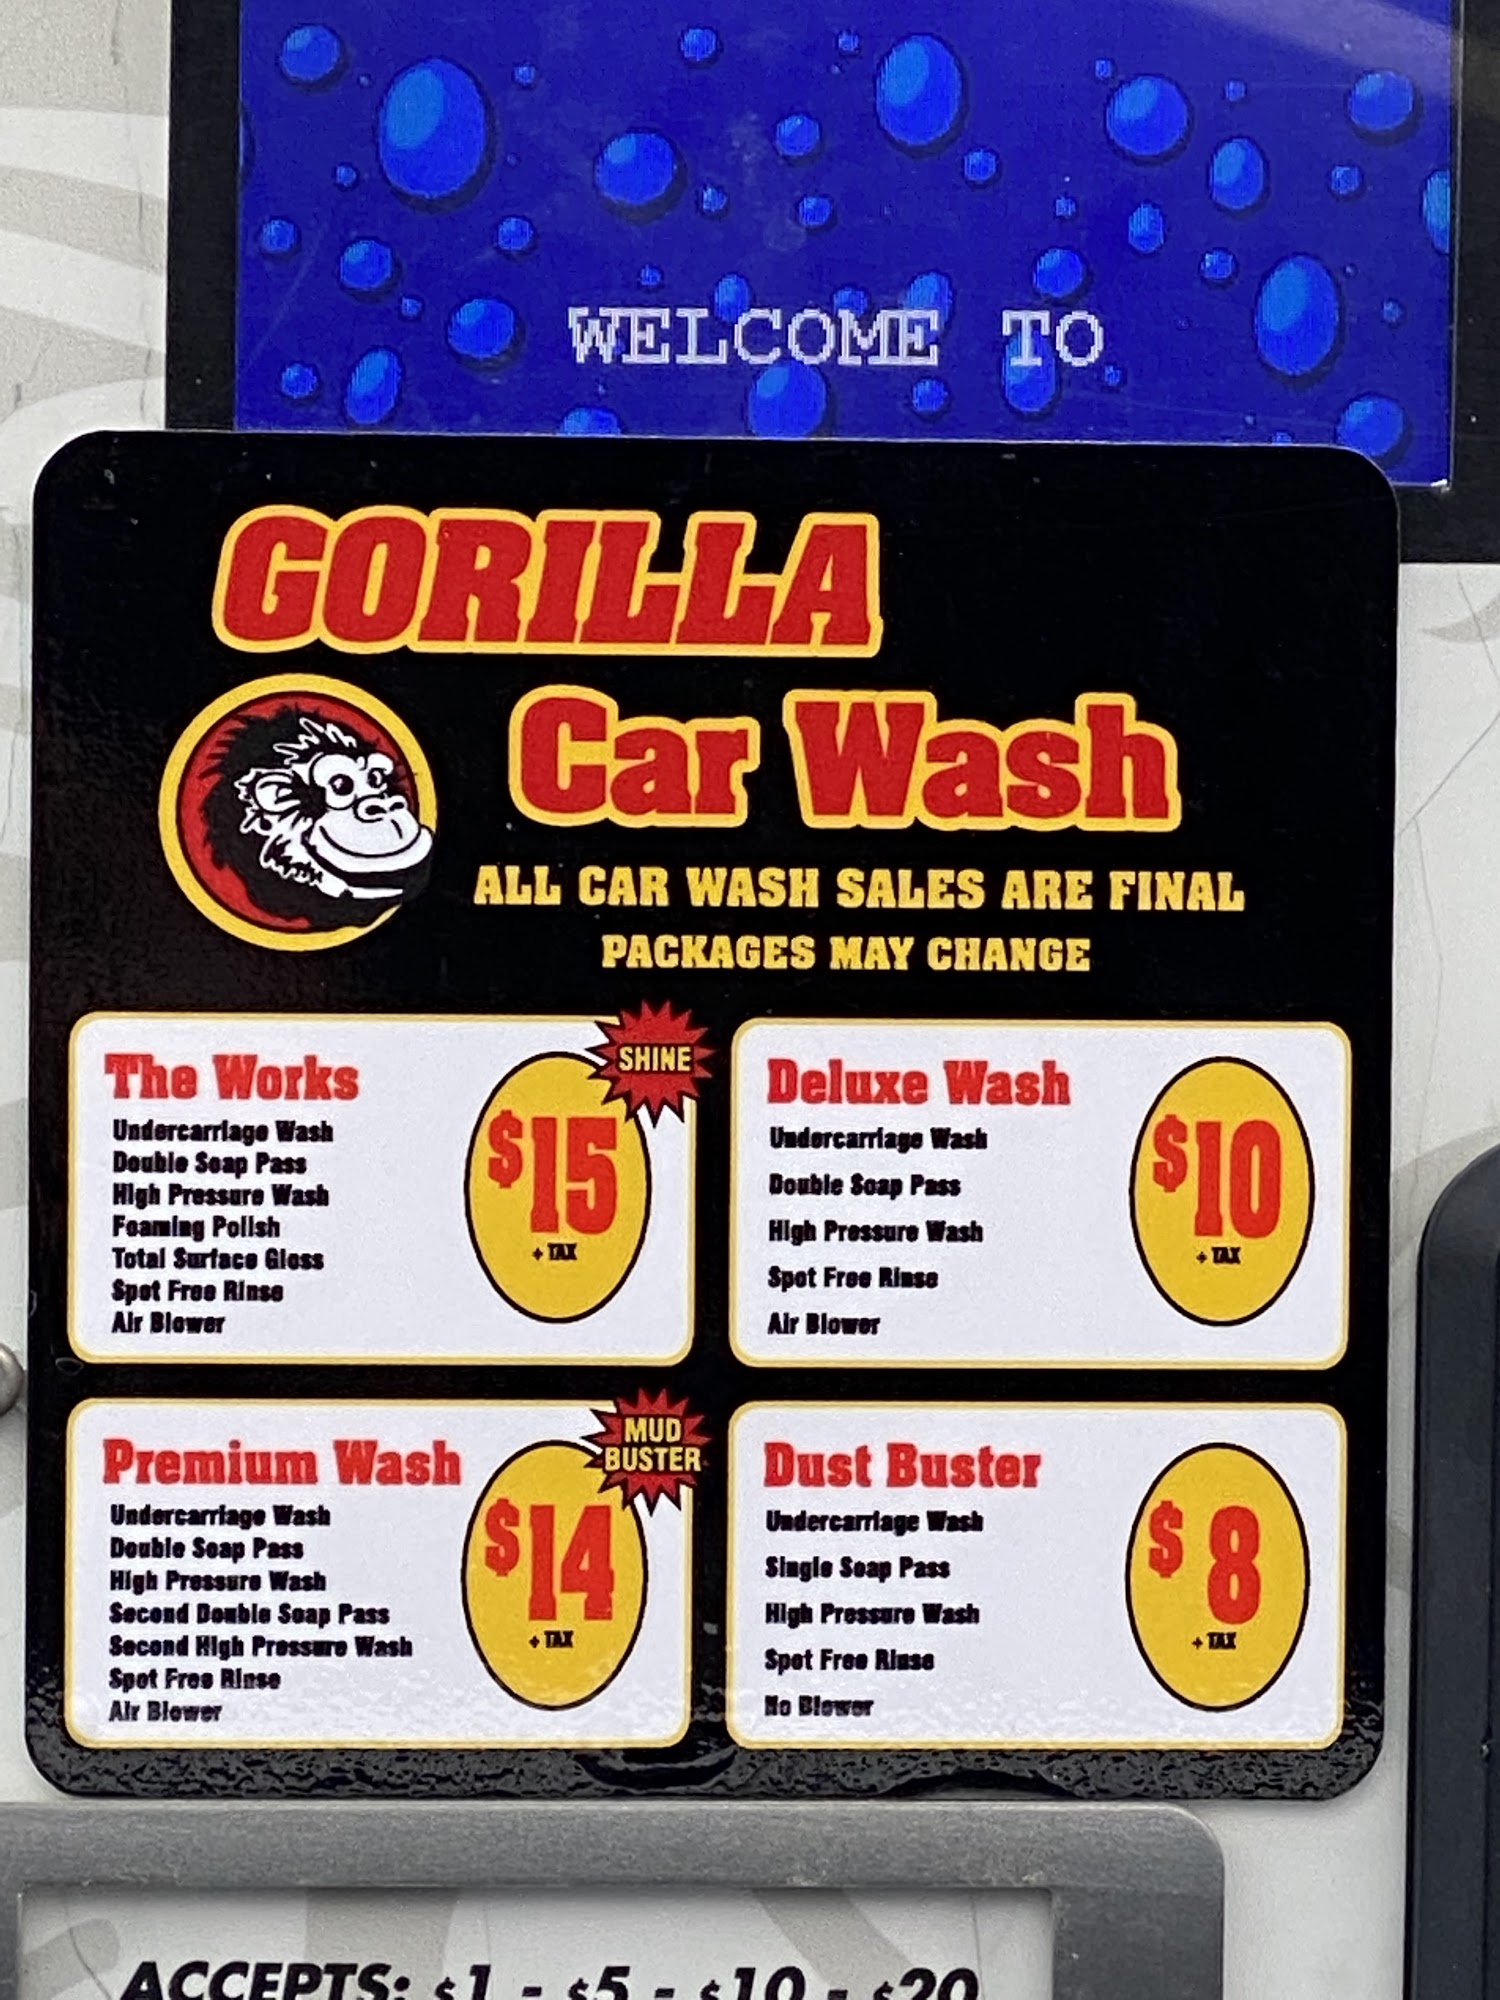 WELCOME TO
GORILLA
Car Wash
ALL CAR WASH SALES ARE FINAL
PACKAGES MAY CHANGE
The Works
SHINE
$15
+ TAX
Undercarriage Wash
Double Soap Pass
High Pressure Wash
Foaming Polish
Total Surface Gloss
Spot Free Rinse
Air Blower
Deluxe Wash
$10
+ TAX
Undercarriage Wash
Double Soap Pass
High Pressure Wash
Spot Free Rinse
Air Blower
Premium Wash
MUD
BUSTER
$14
+ TAX
Undercarriage Wash
Double Soap Pass
High Pressure Wash
Second Double Soap Pass
Second High Pressure Wash
Spot Free Rinse
Air Blower
Dust Buster
$8
+ TAX
Undercarriage Wash
Single Soap Pass
High Pressure Wash
Spot Free Rinse
No Blower
ACCEPTS: $1 - $5 - $10 - $20